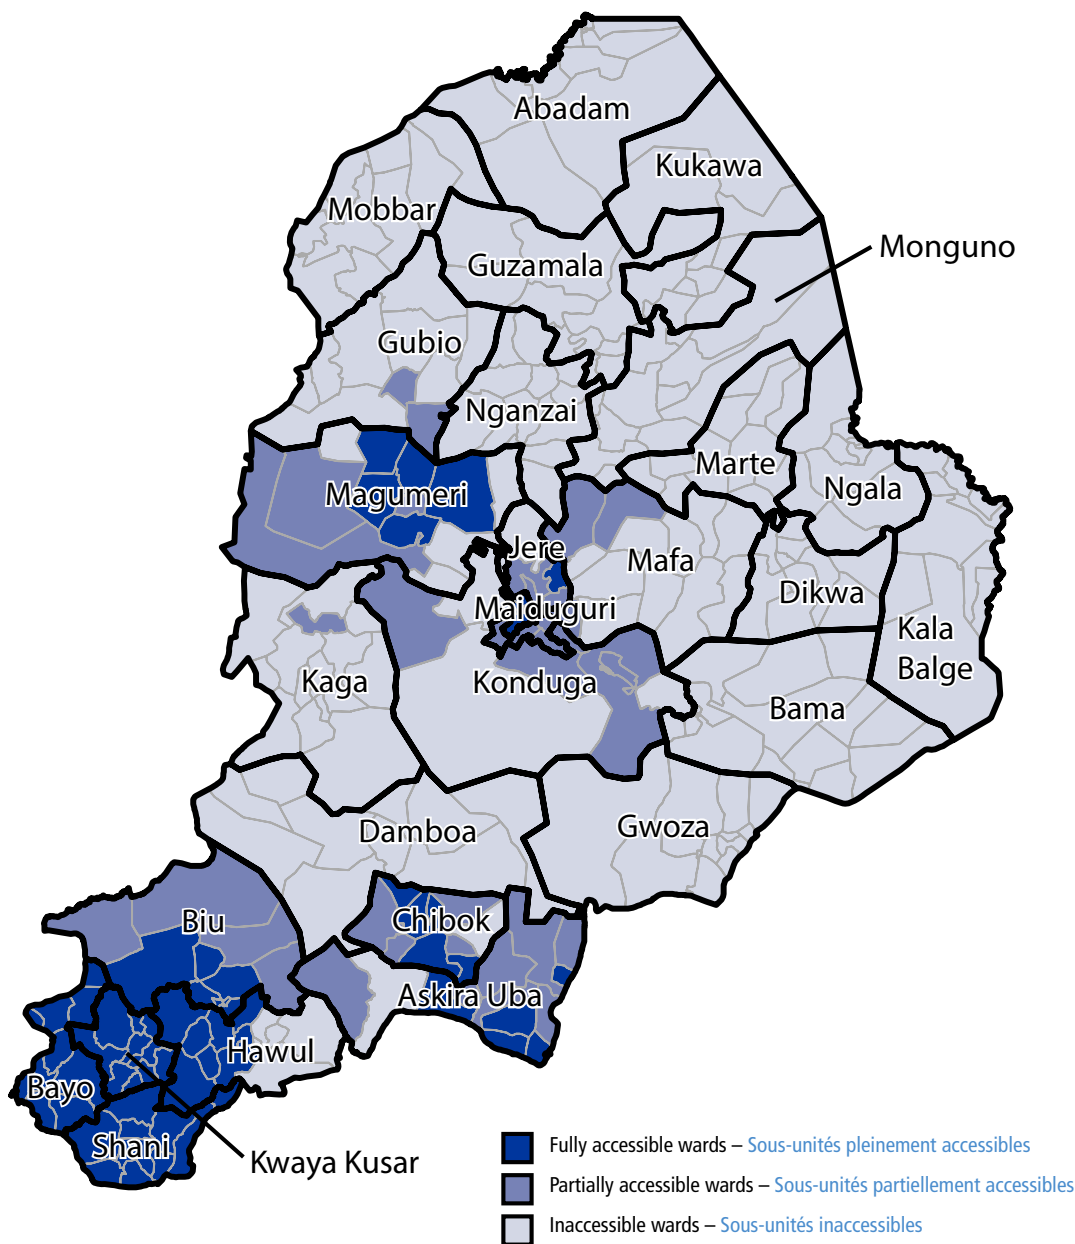 Abadam
Kukawa
Mobbar
Monguno
Guzamala
Gubio
Nganzai
Marte
Ngala
Magumeri
Jere
Mafa
Dikwa
Maiduguri
Kala
Balge
Kaga
Konduga
Bama
Damboa
Gwoza
Biu
Chibok
Askira Uba
Hawul
Bayo
Shani
Kwaya Kusar
Fully accessible wards – Sous-unités pleinement accessibles
Partially accessible wards – Sous-unités partiellement accessibles
Inaccessible wards – Sous-unités inaccessibles